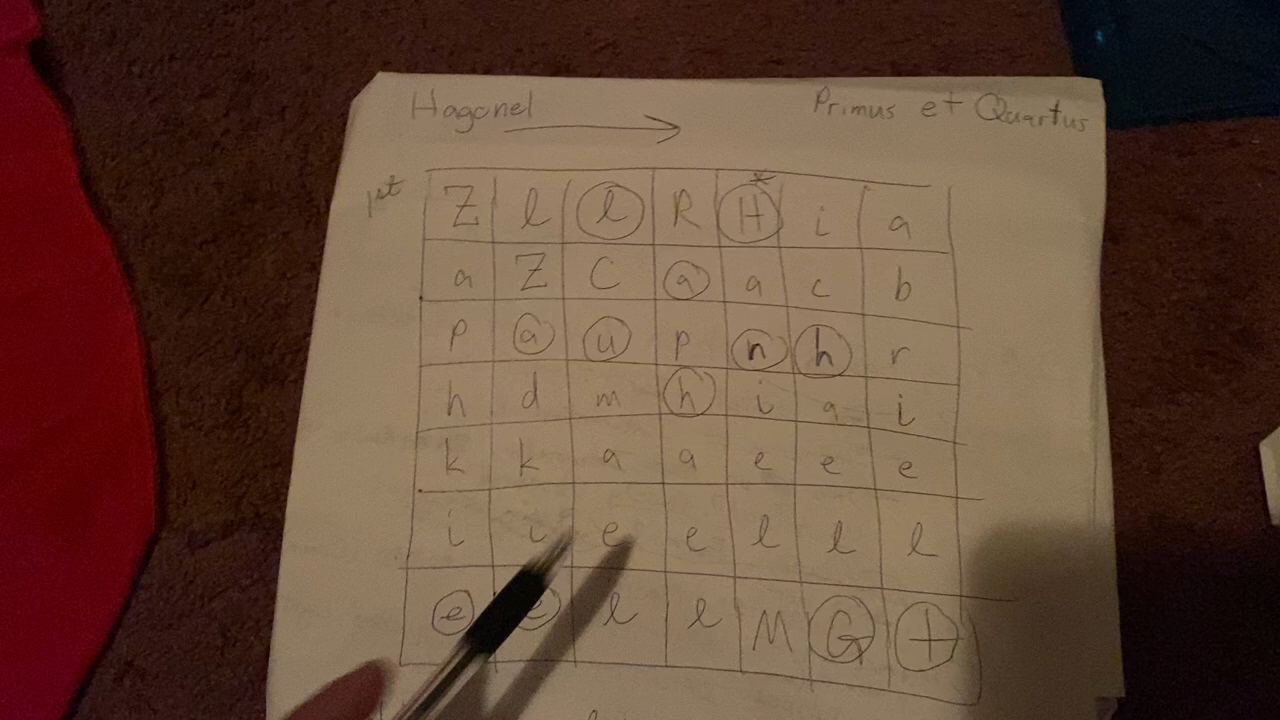 Hagonel → Primus et Quartus
1st Z l l R H* i a
a Z C a a c b
p a u p n h r
h d m h i a i
k k a a e e e
i i e e l l l
e e l l M G +